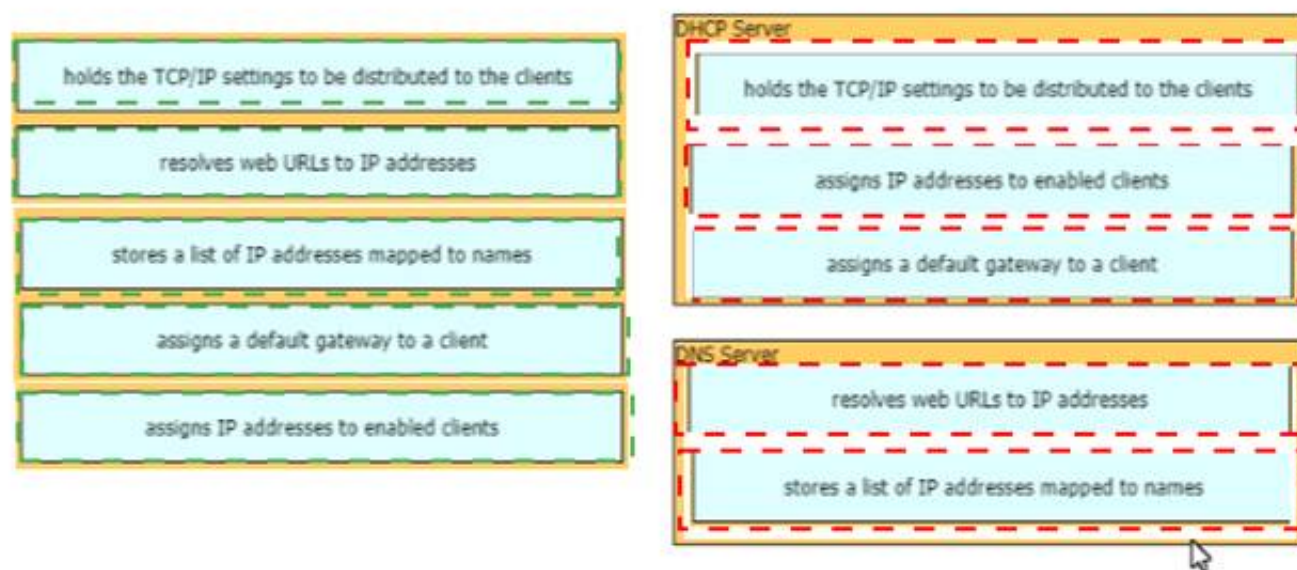 holds the TCP/IP settings to be distributed to the clients
resolves web URLs to IP addresses
stores a list of IP addresses mapped to names
assigns a default gateway to a client
assigns IP addresses to enabled clients
DHCP Server
holds the TCP/IP settings to be distributed to the clients
assigns IP addresses to enabled clients
assigns a default gateway to a client
DNS Server
resolves web URLs to IP addresses
stores a list of IP addresses mapped to names